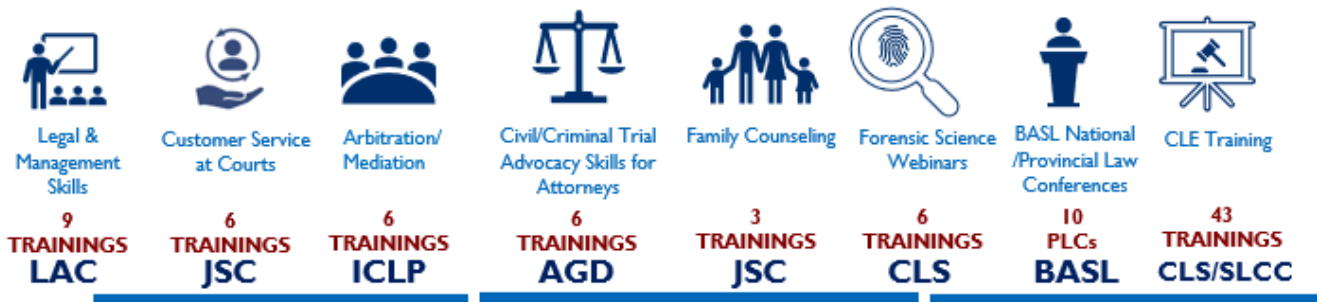 Legal &
Management
Skills
9
TRAININGS
LAC
Customer Service
at Courts
6
TRAININGS
JSC
Arbitration/
Mediation
6
TRAININGS
ICLP
Civil/Criminal Trial
Advocacy Skills for
Attorneys
6
TRAININGS
AGD
Family Counseling
3
TRAININGS
JSC
Forensic Science
Webinars
6
TRAININGS
CLS
BASL National
/Provincial Law
Conferences
10
PLCs
BASL
CLE Training
43
TRAININGS
CLS/SLCC